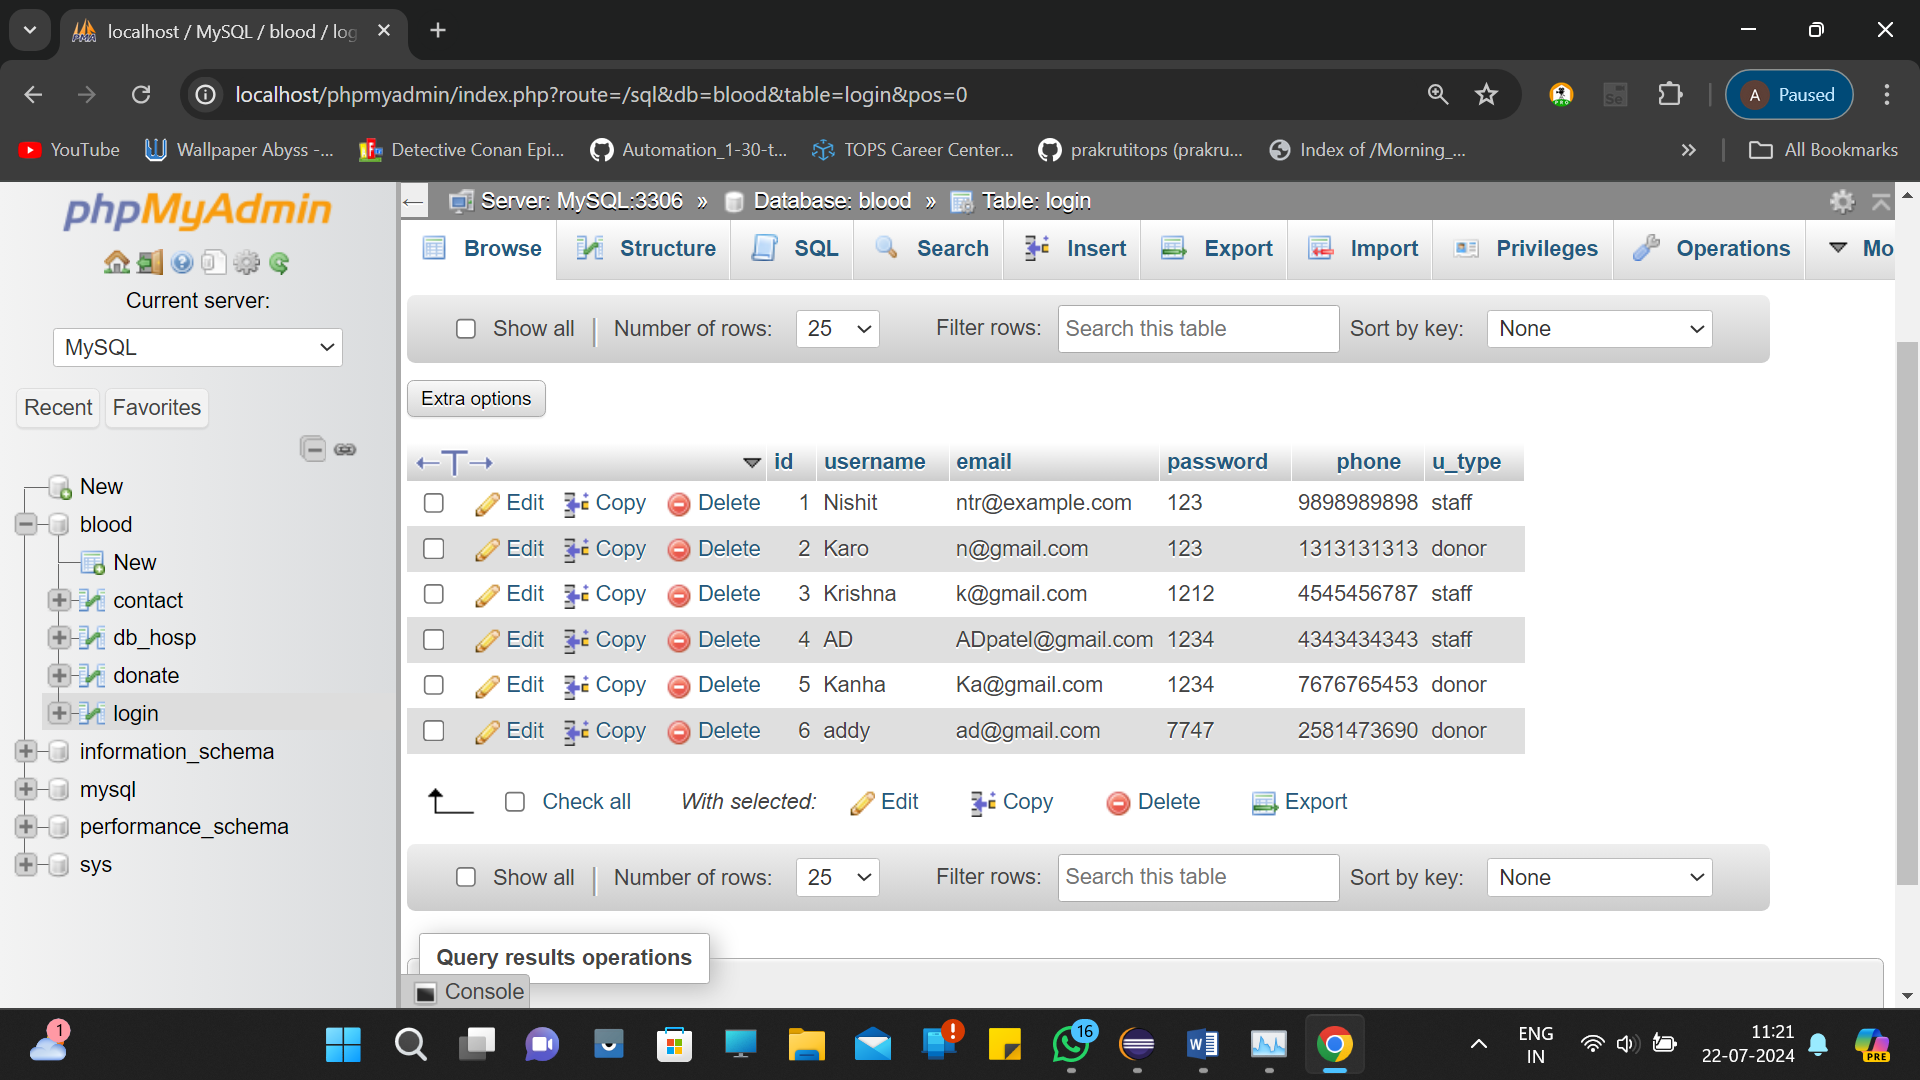 localhost / MySQL / blood / log
localhost/phpmyadmin/index.php?route=/sql&db=blood&table=login&pos=0
PRO
Se
A Paused
YouTube Wallpaper Abyss -... Detective Conan Epi... Automation_1-30-t... TOPS Career Center... prakrutitops (prakru... Index of /Morning_... » All Bookmarks
phpMyAdmin
Current server:
MySQL
Recent Favorites
New
blood
New
contact
db_hosp
donate
login
information_schema
mysql
performance_schema
sys
Server: MySQL:3306 » Database: blood » Table: login
Browse Structure SQL Search Insert Export Import Privileges Operations Mo
Show all Number of rows: 25 Filter rows: Search this table Sort by key: None
Extra options
id username email password phone u_type
Edit Copy Delete 1 Nishit ntr@example.com 123 9898989898 staff
Edit Copy Delete 2 Karo n@gmail.com 123 1313131313 donor
Edit Copy Delete 3 Krishna k@gmail.com 1212 4545456787 staff
Edit Copy Delete 4 AD ADpatel@gmail.com 1234 4343434343 staff
Edit Copy Delete 5 Kanha Ka@gmail.com 1234 7676765453 donor
Edit Copy Delete 6 addy ad@gmail.com 7747 2581473690 donor
Check all With selected: Edit Copy Delete Export
Show all Number of rows: 25 Filter rows: Search this table Sort by key: None
Query results operations
Console
1
16
ENG
IN
11:21
22-07-2024
PRE